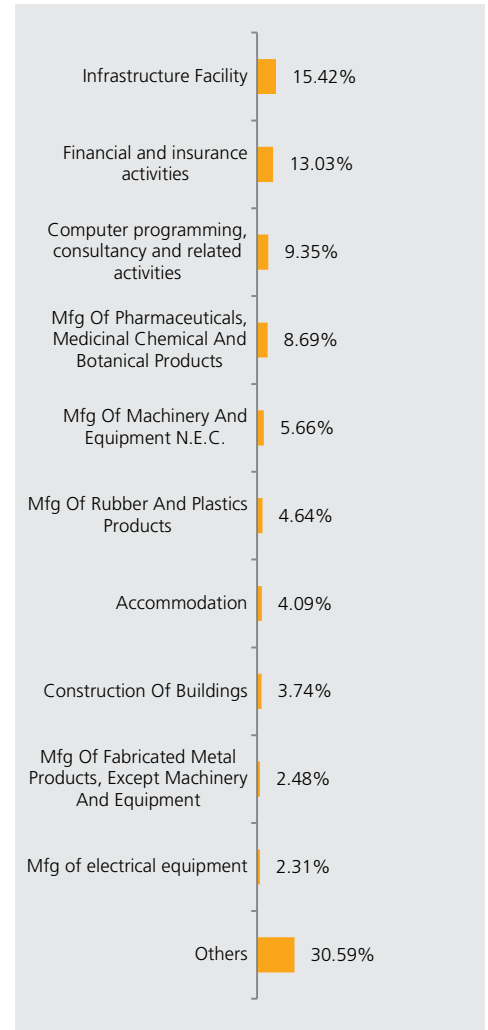 Infrastructure Facility 15.42%
Financial and insurance
activities 13.03%
Computer programming,
consultancy and related
activities 9.35%
Mfg Of Pharmaceuticals,
Medicinal Chemical And
Botanical Products 8.69%
Mfg Of Machinery And
Equipment N.E.C. 5.66%
Mfg Of Rubber And Plastics
Products 4.64%
Accommodation 4.09%
Construction Of Buildings 3.74%
Mfg Of Fabricated Metal
Products, Except Machinery
And Equipment 2.48%
Mfg of electrical equipment 2.31%
Others 30.59%